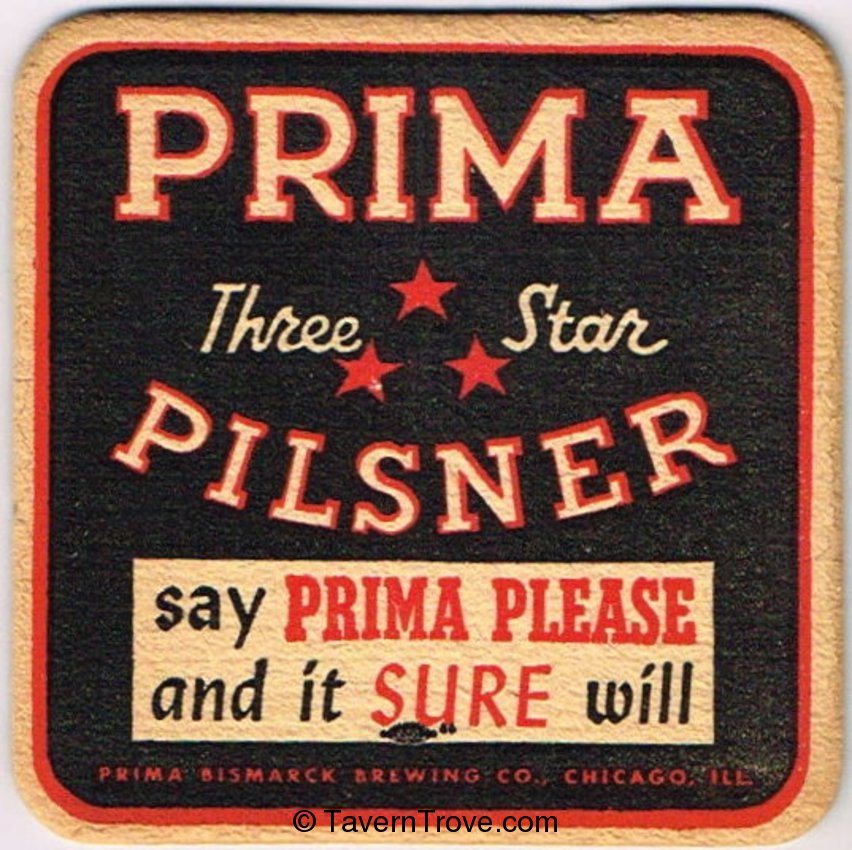 PRIMA
Three Star
PILSNER
say PRIMA PLEASE
and it SURE will
PRIMA BISMARCK BREWING CO., CHICAGO, ILL.
© TavernTrove.com